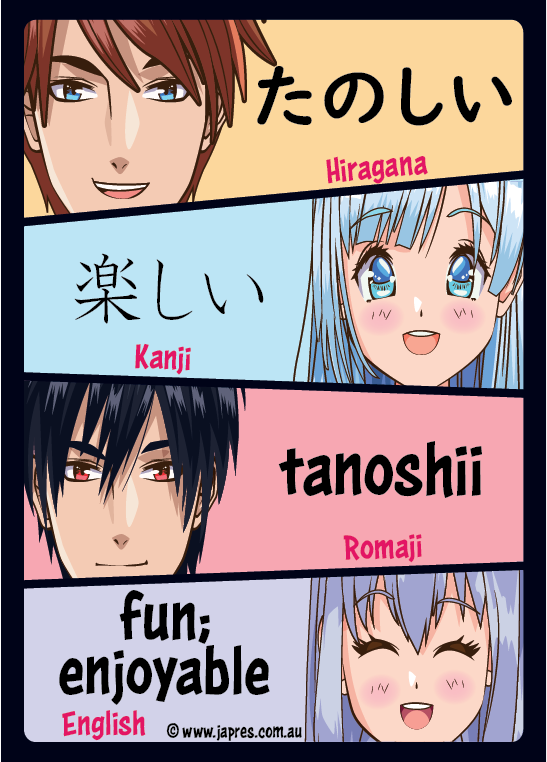 たのしい
Hiragana
楽しい
Kanji
tanoshii
Romaji
fun;
enjoyable
English
© www.japres.com.au